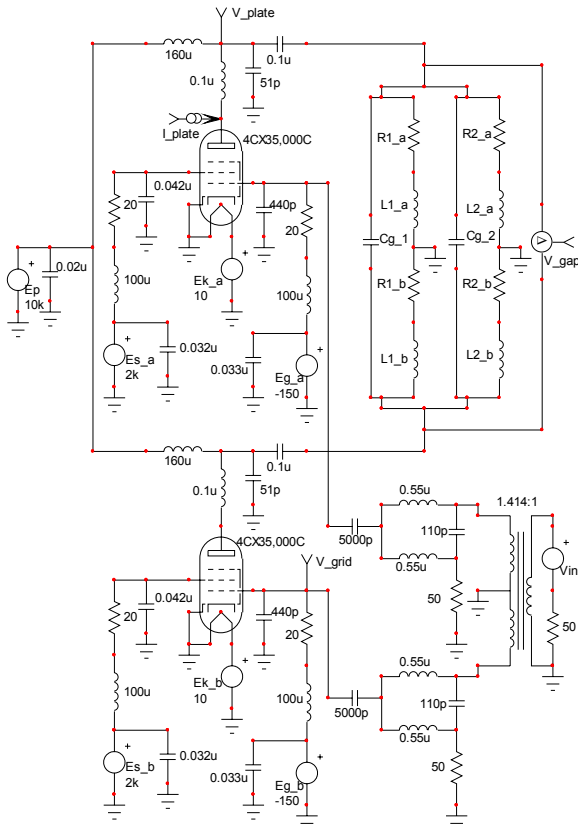 V_plate
160u
0.1u
0.1u
51p
I_plate
4CX35,000C
R1_a
R2_a
0.042u
20
440p
20
L1_a
L2_a
Cg_1
Cg_2
V
V_gap
0.02u
+
Ep
10k
100u
Ek_a
+
10
100u
R1_b
R2_b
+
Es_a
2k
0.032u
0.033u
+
Eg_a
-150
L1_b
L2_b
160u
0.1u
0.1u
51p
0.55u
1.414:1
4CX35,000C
V_grid
5000p
110p
0.55u
+
Vin
0.042u
20
440p
20
50
50
100u
Ek_b
+
10
100u
0.55u
5000p
110p
0.55u
+
Es_b
2k
0.032u
0.033u
+
Eg_b
-150
50